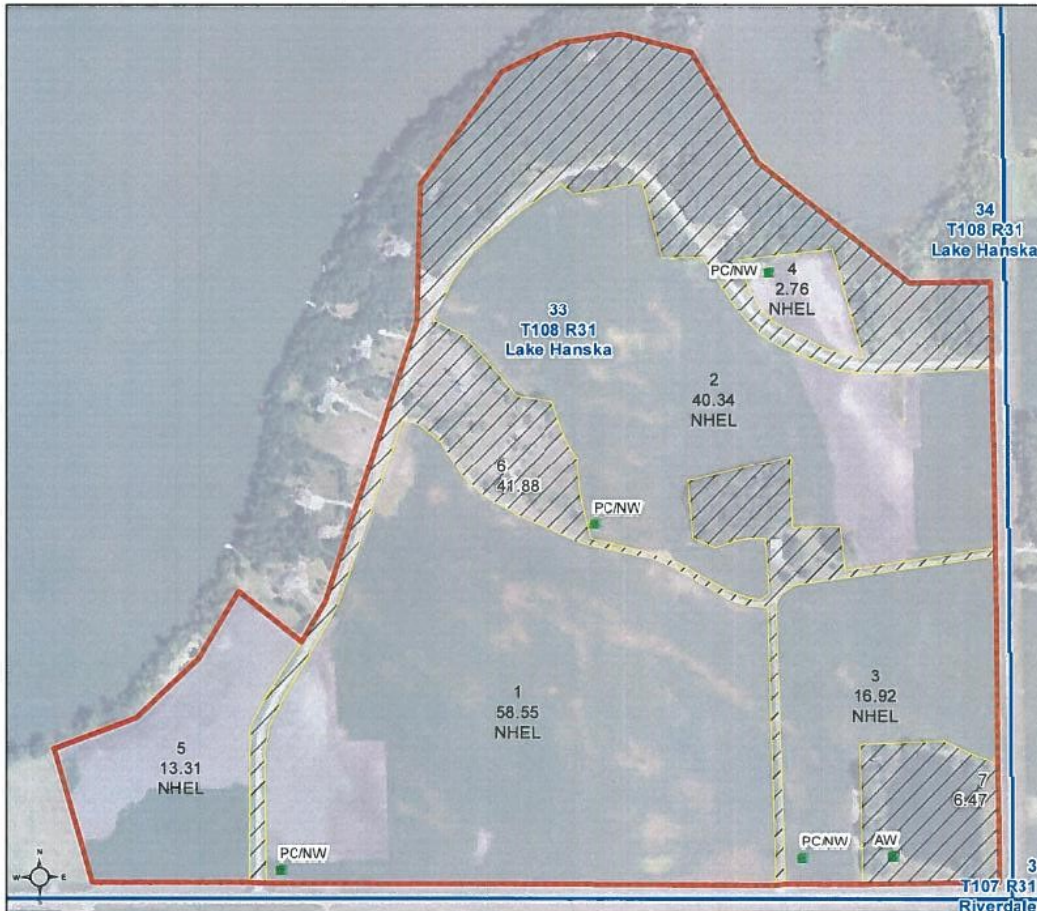 34
T108 R31
Lake Hanska
PC/NW
4
2.76
NHEL
33
T108 R31
Lake Hanska
2
40.34
NHEL
6
41.88
PC/NW
1
58.55
NHEL
3
16.92
NHEL
5
13.31
NHEL
7
6.47
PC/NW
PC/NW
AW
N
W
E
3
T107 R31
Riverdale